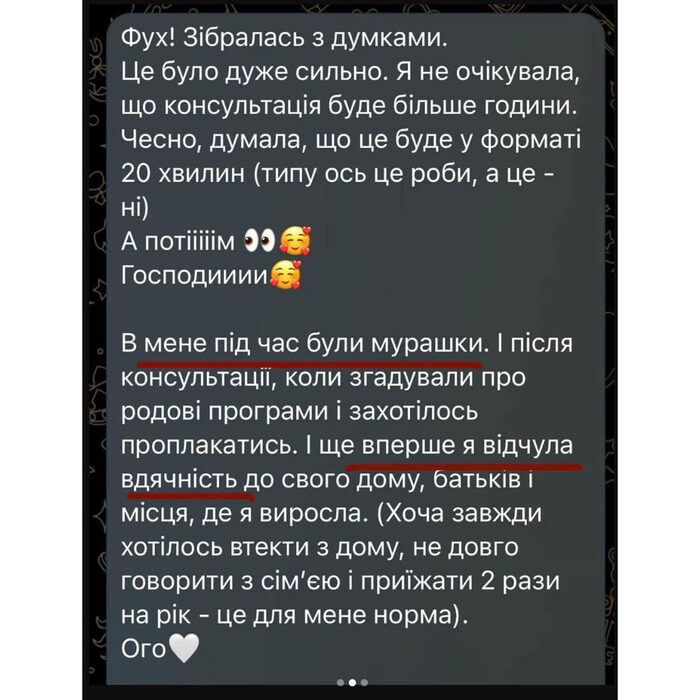 Фух! Зібралась з думками.
Це було дуже сильно. Я не очікувала,
що консультація буде більше години.
Чесно, думала, що це буде у форматі
20 хвилин (типу ось це роби, а це -
ні)
А потіііііім 👀🥰
Господииии🥰
В мене під час були мурашки. І після
консультації, коли згадували про
родові програми і захотілось
проплакатись. І ще вперше я відчула
вдячність до свого дому, батьків і
місця, де я виросла. (Хоча завжди
хотілось втекти з дому, не довго
говорити з сім’єю і приїжати 2 рази
на рік - це для мене норма).
Ого🤍